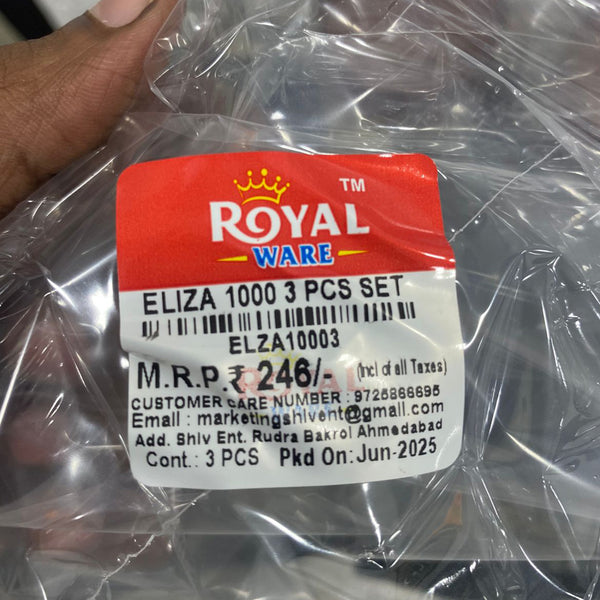 ROYAL TM
WARE
ELIZA 1000 3 PCS SET
ELZA10003
M.R.P.₹ 246/- (Incl of all Taxes)
CUSTOMER CARE NUMBER : 9725866695
Email : marketingshivent@gmail.com
Add. Shiv Ent. Rudra Bakrol Ahmedabad
Cont.: 3 PCS Pkd On: Jun-2025